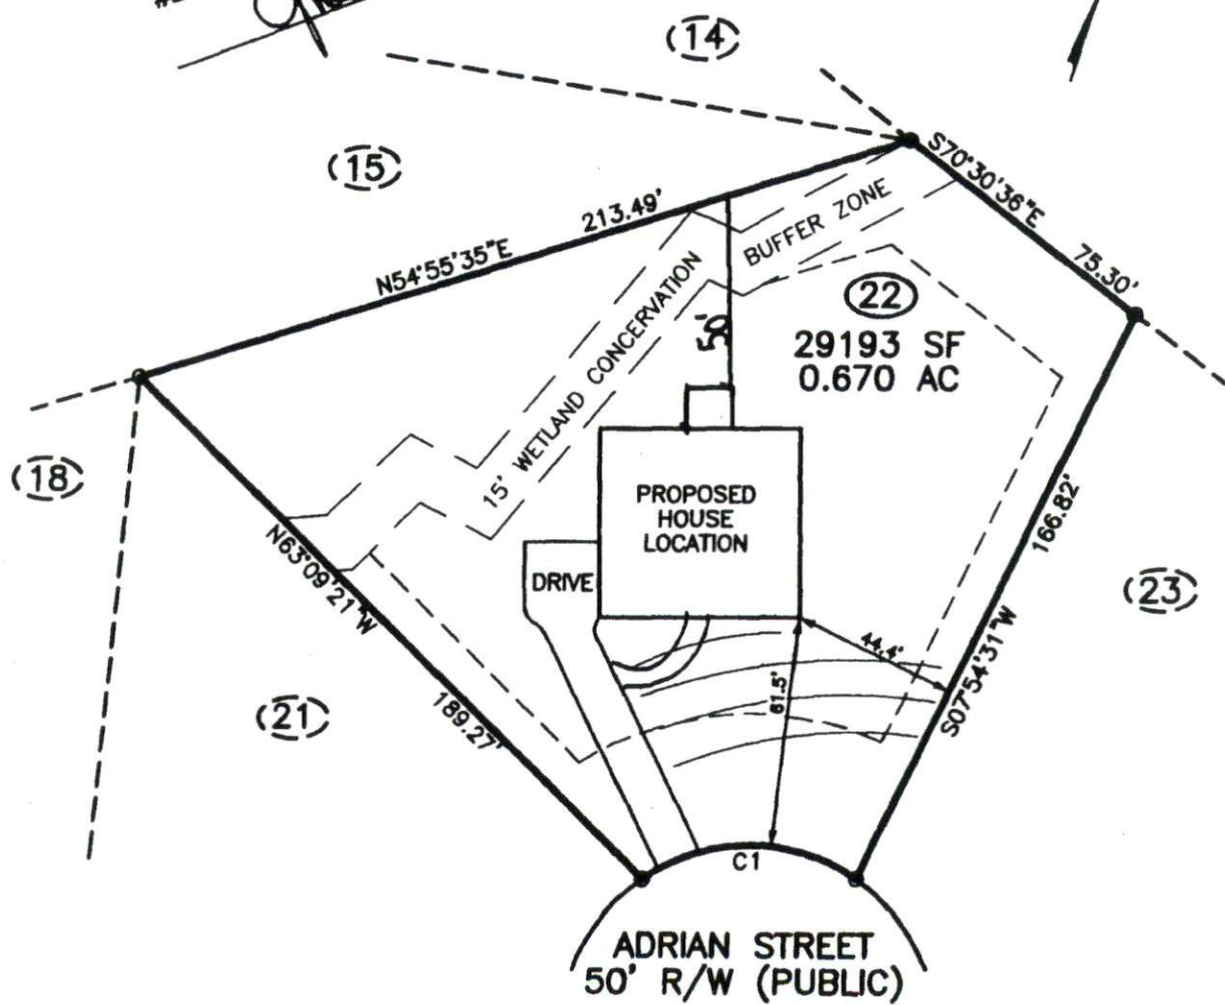 (14)
(15)
S70°30'36"E
213.49'
BUFFER ZONE
N54°55'35"E
75.30'
15' WETLAND CONCERVATION
(22)
50'
29193 SF
0.670 AC
(18)
PROPOSED
HOUSE
LOCATION
166.82'
N63°09'21"W
DRIVE
(23)
44.4'
S07°54'31"W
61.5'
(21)
189.27'
C1
ADRIAN STREET
50' R/W (PUBLIC)